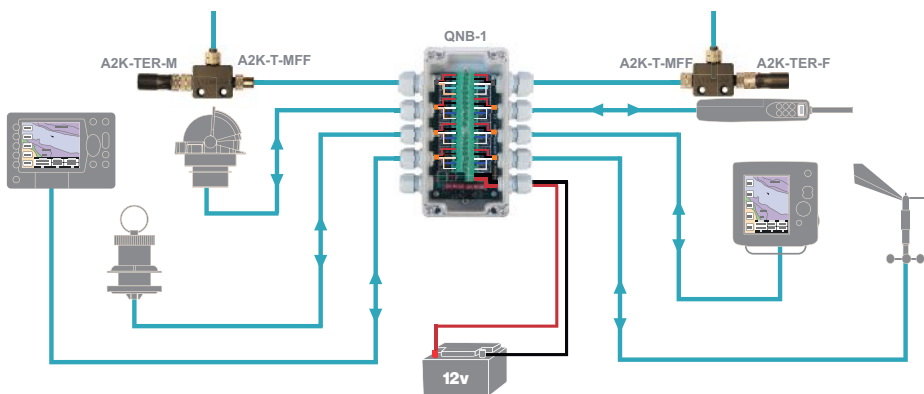 QNB-1
A2K-TER-M
A2K-T-MFF
A2K-T-MFF
A2K-TER-F
12v